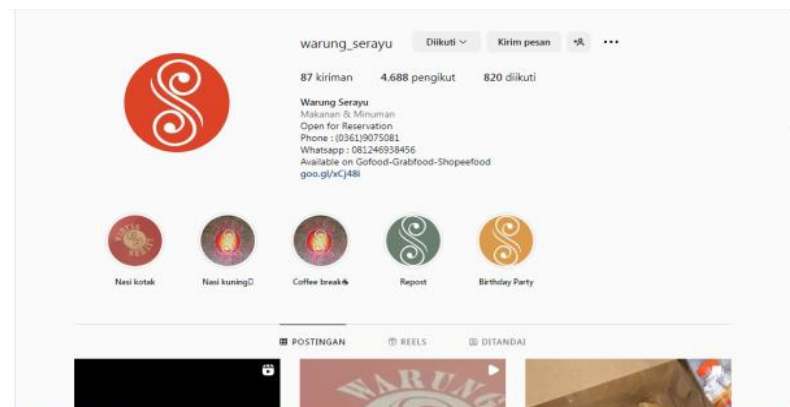 warung_serayu Diikuti Kirim pesan
87 kiriman 4.688 pengikut 820 diikuti
Warung Serayu
Makanan & Minuman
Open for Reservation
Phone : (0361)9075081
Whatsapp : 081246938456
Available on Gofood-Grabfood-Shopeefood
goo.gl/xCj48i
Nasi kotak Nasi kuning Coffee break☕ Repost Birthday Party
POSTINGAN REELS DITANDAI
WARUNG